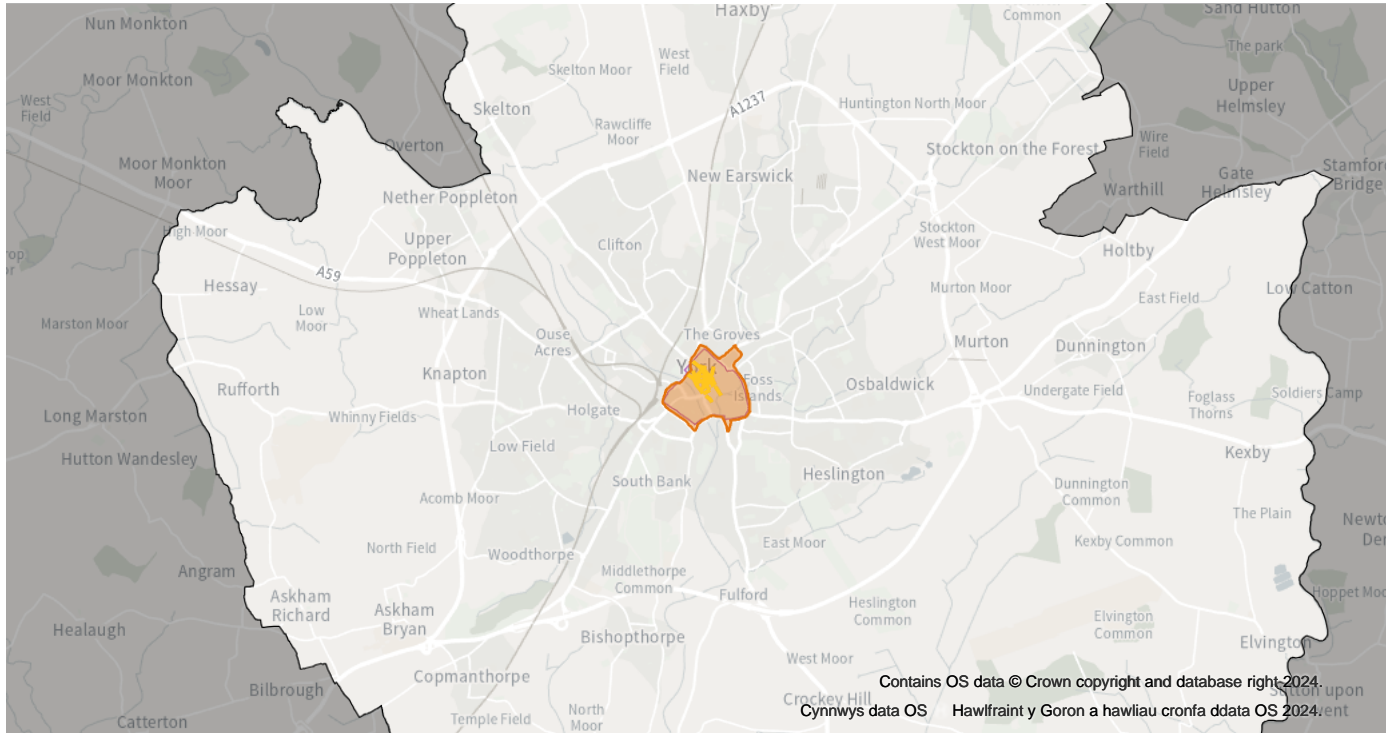 Nun Monkton
Haxby
Common
Sand Hutton
The park
West
Field
Skelton Moor
Moor Monkton
Upper
Helmsley
West
Field
Skelton
A1237
Huntington North Moor
Rawcliffe
Moor
Overton
Stockton on the Forest
Wire
Field
Moor Monkton
Moor
New Earswick
Gate
Helmsley
Stamford
Bridge
Warthill
Nether Poppleton
High Moor
Upper
Poppleton
Clifton
Stockton
West Moor
Holtby
A59
Hessay
Murton Moor
East Field
Low Catton
Low
Moor
Wheat Lands
Marston Moor
Ouse
Acres
The Groves
Murton
Dunnington
York
Knapton
Foss
Islands
Osbaldwick
Rufforth
Undergate Field
Soldiers Camp
Foss
Thorns
Long Marston
Whinny Fields
Holgate
Low Field
Hutton Wandesley
Kexby
South Bank
Heslington
Dunnington
Common
Acomb Moor
The Plain
North Field
Woodthorpe
East Moor
Kexby Common
Angram
Middlethorpe
Common
Fulford
Askham
Richard
Askham
Bryan
Heslington
Common
Elvington
Common
Healaugh
Bishopthorpe
Elvington
West Moor
Copmanthorpe
Bilbrough
Crockey Hill
Contains OS data © Crown copyright and database right 2024.
Cynnwys data OS Hawlfraint y Goron a hawliau cronfa ddata OS 2024.
Catterton
Temple Field
North
Moor